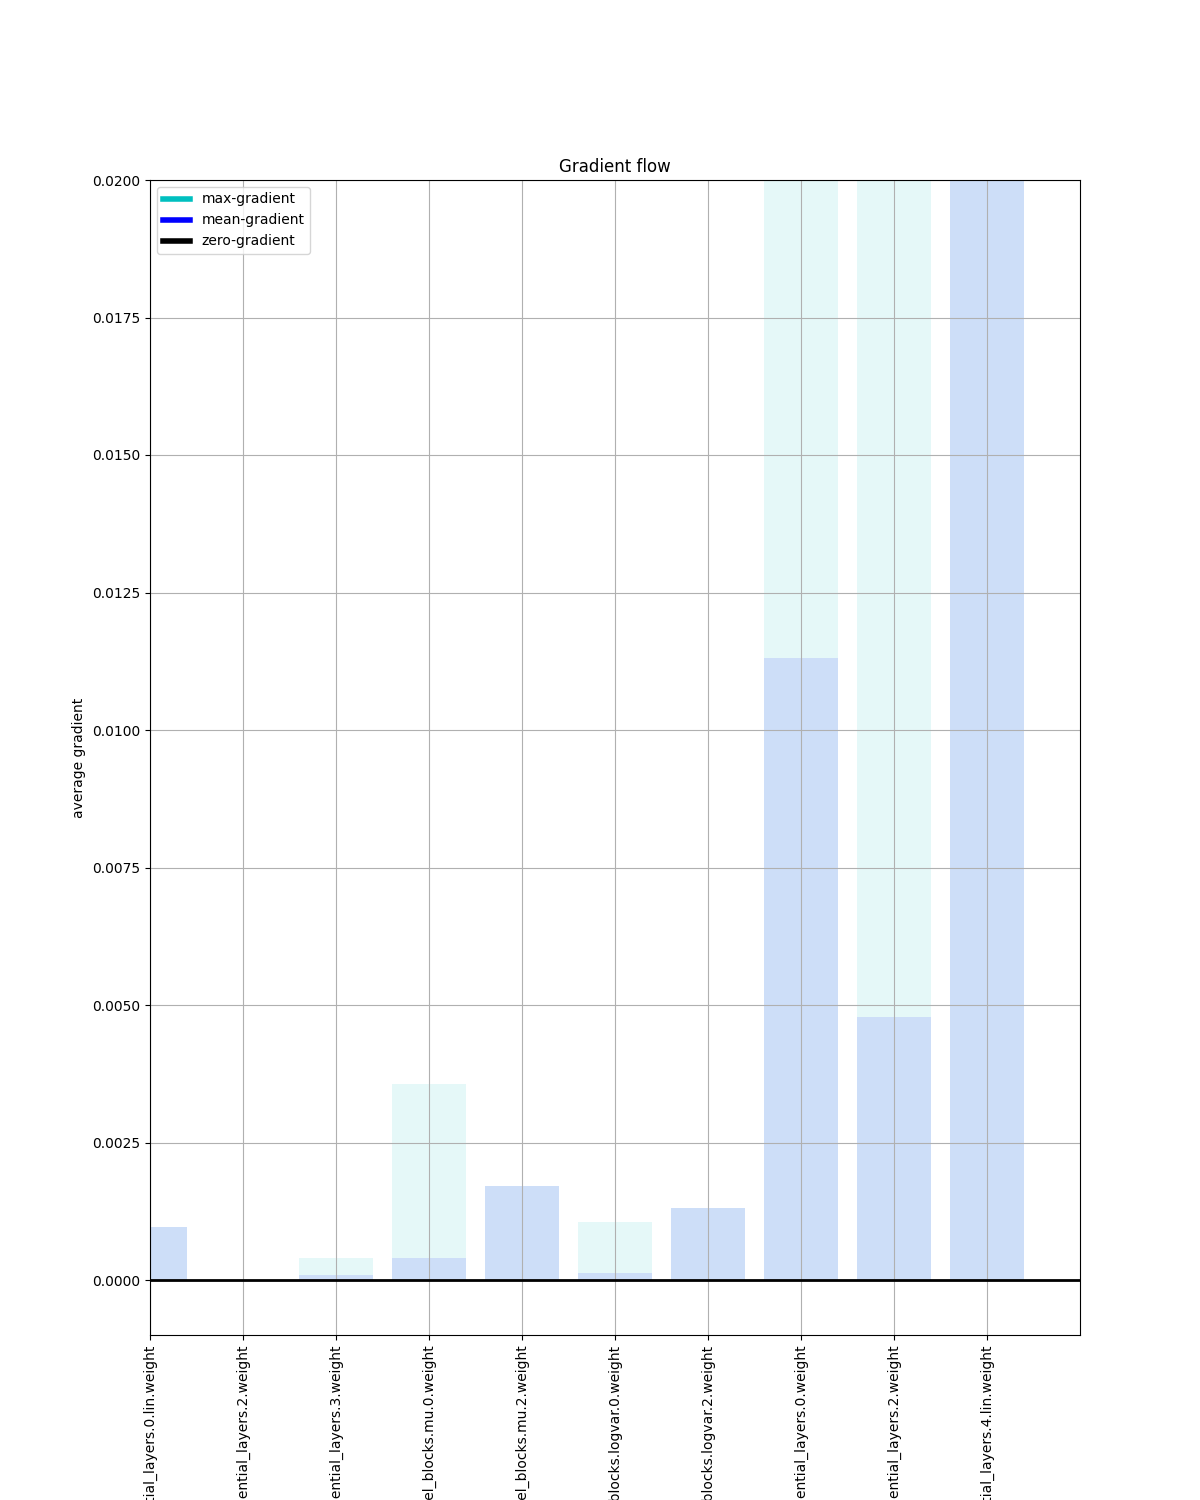 Gradient flow
max-gradient
mean-gradient
zero-gradient
0.0200
0.0175
0.0150
0.0125
0.0100
0.0075
0.0050
0.0025
0.0000
average gradient
tial_layers.0.lin.weight
ential_layers.2.weight
ential_layers.3.weight
el_blocks.mu.0.weight
el_blocks.mu.2.weight
blocks.logvar.0.weight
blocks.logvar.2.weight
ential_layers.0.weight
ential_layers.2.weight
tial_layers.4.lin.weight